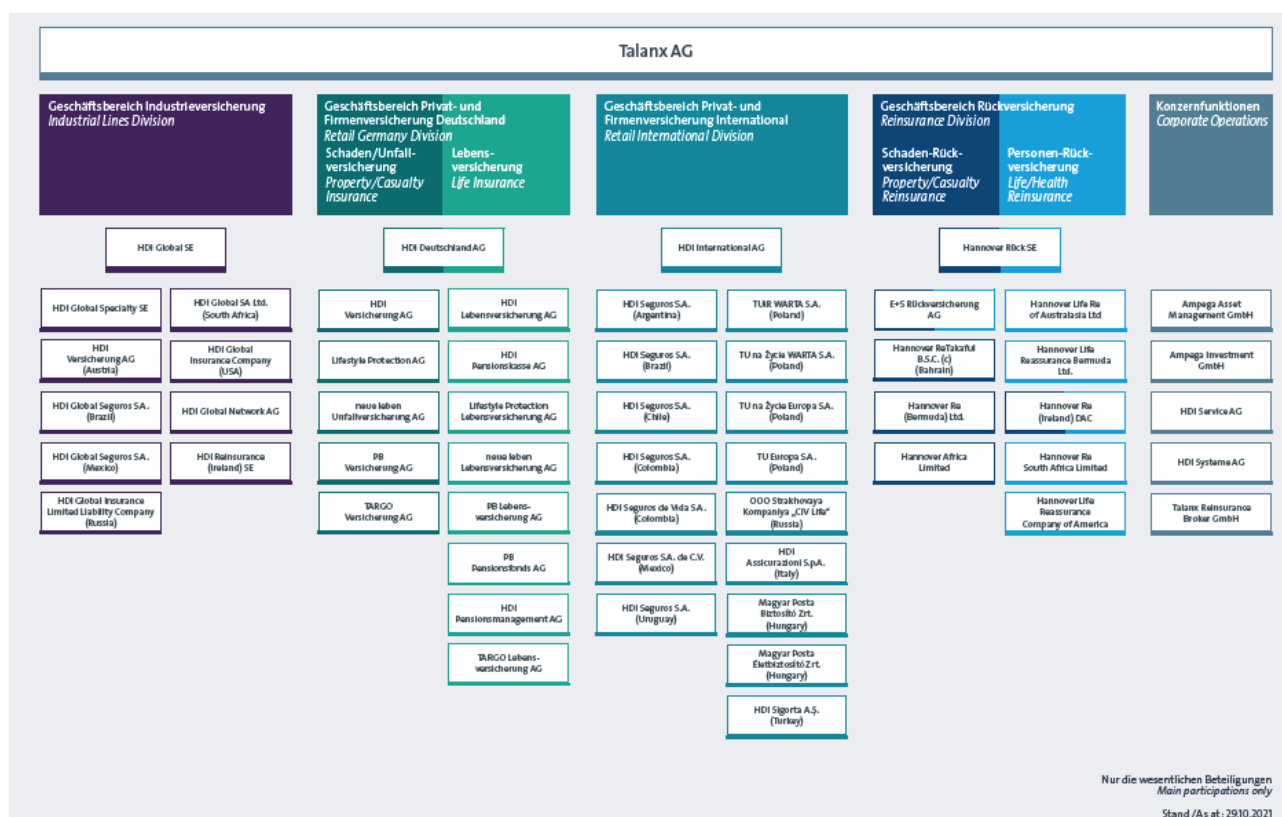 Talanx AG
Geschäftsbereich Industrieversicherung
Industrial Lines Division
Geschäftsbereich Privat- und
Firmenversicherung Deutschland
Retail Germany Division
Schaden/Unfall-
versicherung
Property/Casualty
Insurance
Lebens-
versicherung
Life Insurance
Geschäftsbereich Privat- und
Firmenversicherung International
Retail International Division
Geschäftsbereich Rückversicherung
Reinsurance Division
Schaden-Rück-
versicherung
Property/Casualty
Reinsurance
Personen-Rück-
versicherung
Life/Health
Reinsurance
Konzernfunktionen
Corporate Operations
HDI Global SE
HDI Deutschland AG
HDI International AG
Hannover Rück SE
HDI Global Specialty SE
HDI Versicherung AG
(Austria)
HDI Global Seguros S.A.
(Brazil)
HDI Global Seguros S.A.
(Mexico)
HDI Global Insurance
Limited Liability Company
(Russia)
HDI Global SA Ltd.
(South Africa)
HDI Global
Insurance Company
(USA)
HDI Global Network AG
HDI Reinsurance
(Ireland) SE
HDI
Versicherung AG
Lifestyle Protection AG
neue leben
Unfallversicherung AG
PB
Versicherung AG
TARGO
Versicherung AG
HDI
Lebensversicherung AG
HDI
Pensionskasse AG
Lifestyle Protection
Lebensversicherung AG
neue leben
Lebensversicherung AG
PB Lebens-
versicherung AG
PB
Pensionsfonds AG
HDI
Pensionsmanagement AG
TARGO Lebens-
versicherung AG
HDI Seguros S.A.
(Argentina)
HDI Seguros S.A.
(Brazil)
HDI Seguros S.A.
(Chile)
HDI Seguros S.A.
(Colombia)
HDI Seguros de Vida S.A.
(Colombia)
HDI Seguros S.A. de C.V.
(Mexico)
HDI Seguros S.A.
(Uruguay)
TUIR WARTA S.A.
(Poland)
TU na Życie WARTA S.A.
(Poland)
TU na Życie Europa S.A.
(Poland)
TU Europa S.A.
(Poland)
OOO Strakhovaya
Kompaniya „CIV Life“
(Russia)
HDI
Assicurazioni S.p.A.
(Italy)
Magyar Posta
Biztosító Zrt.
(Hungary)
Magyar Posta
Életbiztosító Zrt.
(Hungary)
HDI Sigorta A.Ş.
(Turkey)
E+S Rückversicherung
AG
Hannover ReTakaful
B.S.C. (c)
(Bahrain)
Hannover Re
(Bermuda) Ltd.
Hannover Africa
Limited
Hannover Life Re
of Australasia Ltd
Hannover Life
Reassurance Bermuda
Ltd.
Hannover Re
(Ireland) DAC
Hannover Re
South Africa Limited
Hannover Life
Reassurance
Company of America
Ampega Asset
Management GmbH
Ampega Investment
GmbH
HDI Service AG
HDI Systeme AG
Talanx Reinsurance
Broker GmbH
Nur die wesentlichen Beteiligungen
Main participations only
Stand /As at: 29.10.2021